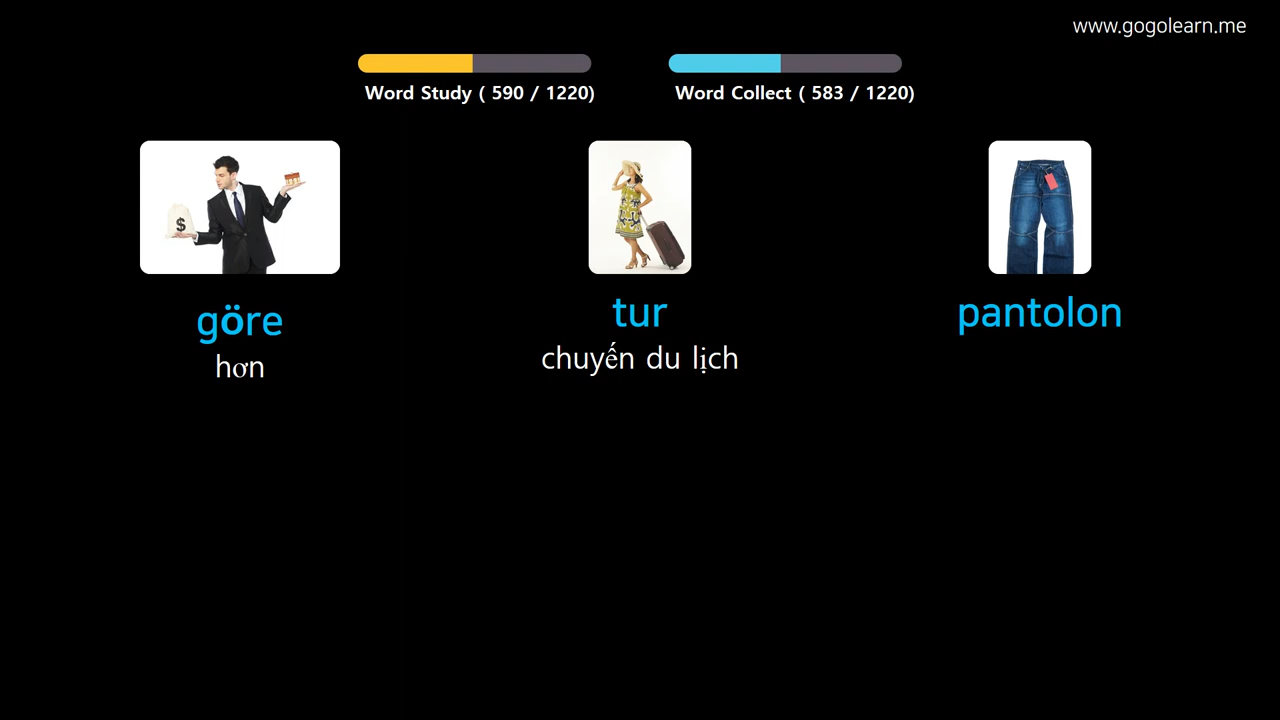 www.gogolearn.me
Word Study ( 590 / 1220)
Word Collect ( 583 / 1220)
$
göre
hơn
tur
chuyến du lịch
pantolon